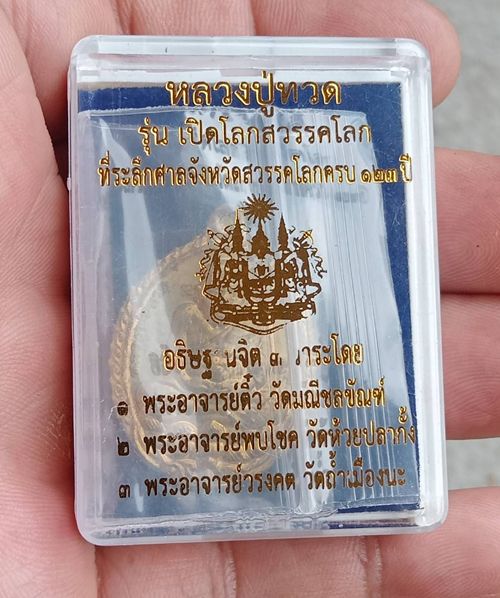 หลวงปู่ทวด
รุ่น เปิดโลกสวรรคโลก
ที่ระลึกศาลจังหวัดสวรรคโลกครบ ๑๒๓ ปี
อธิษฐานจิต ๓ วาระโดย
๑ พระอาจารย์ติ๋ว วัดมณีชลขัณฑ์
๒ พระอาจารย์พบโชค วัดห้วยปลากั้ง
๓ พระอาจารย์วรงคต วัดถ้ำเมืองนะ